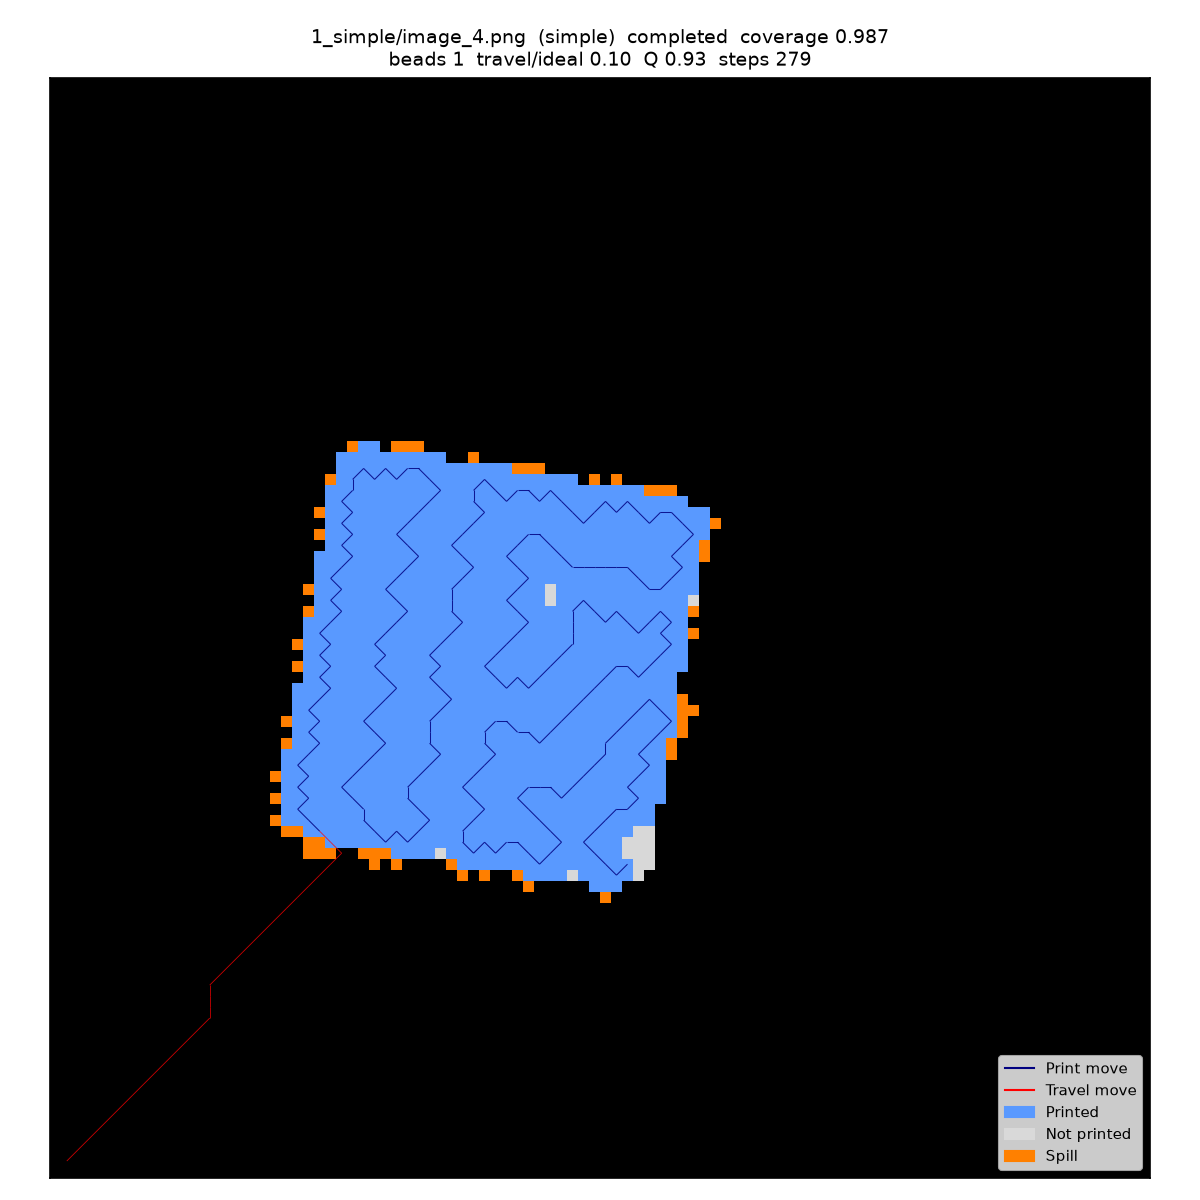 1_simple/image_4.png  (simple)  completed  coverage 0.987
beads 1  travel/ideal 0.10  Q 0.93  steps 279
Print move
Travel move
Printed
Not printed
Spill